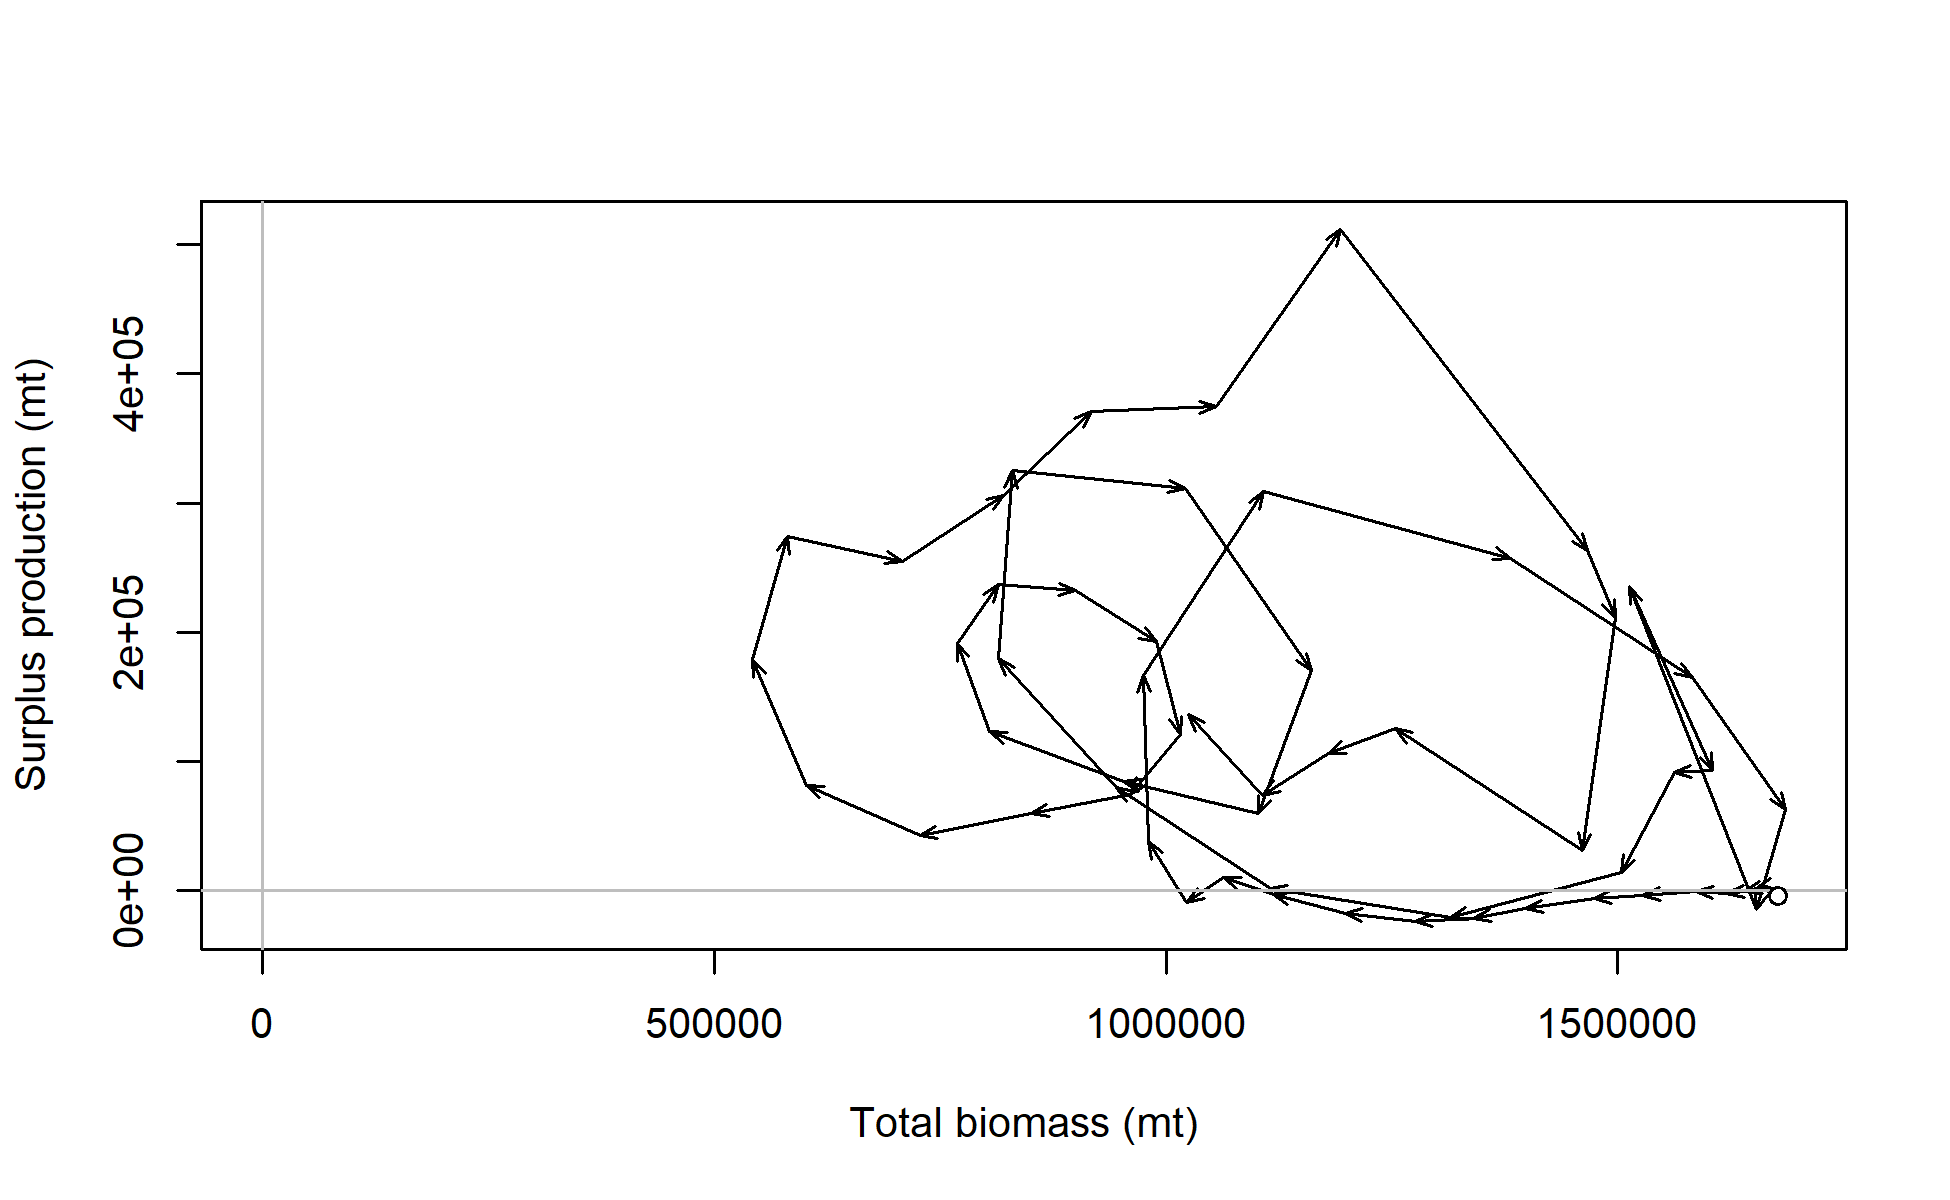 Surplus production (mt)
4e+05
2e+05
0e+00
0 500000 1000000 1500000
Total biomass (mt)